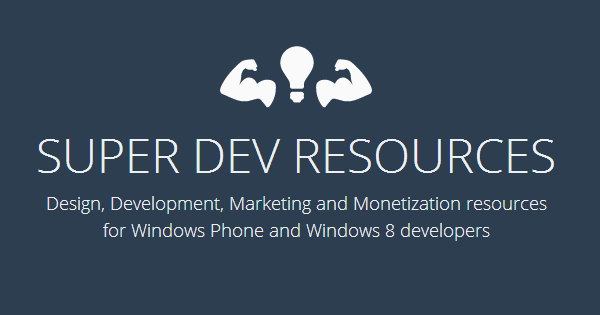 SUPER DEV RESOURCES
Design, Development, Marketing and Monetization resources
for Windows Phone and Windows 8 developers